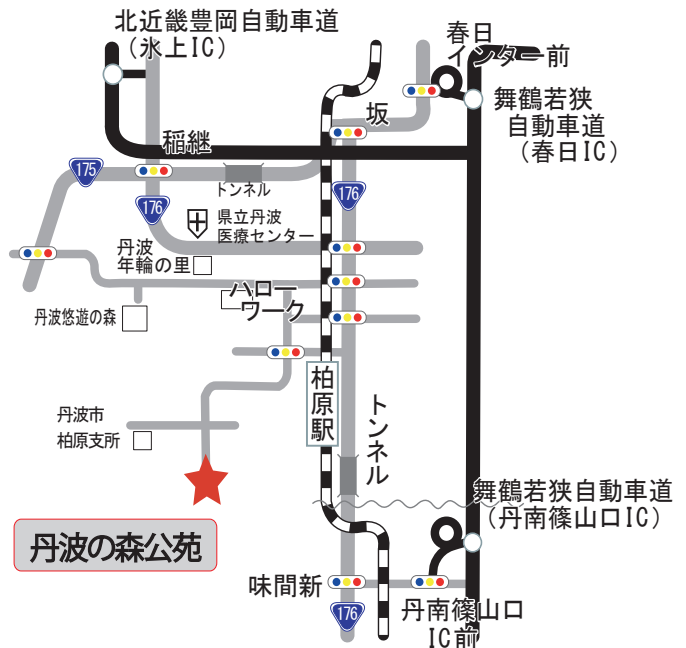 北近畿豊岡自動車道
(氷上IC)
春日
インター前
舞鶴若狭
自動車道
(春日IC)
坂
稲継
175
トンネル
176
176
県立丹波
医療センター
丹波
年輪の里
ハロー
ワーク
丹波悠遊の森
柏原駅
トンネル
丹波市
柏原支所
舞鶴若狭自動車道
(丹南篠山口IC)
丹波の森公苑
味間新
176
丹南篠山口
IC前